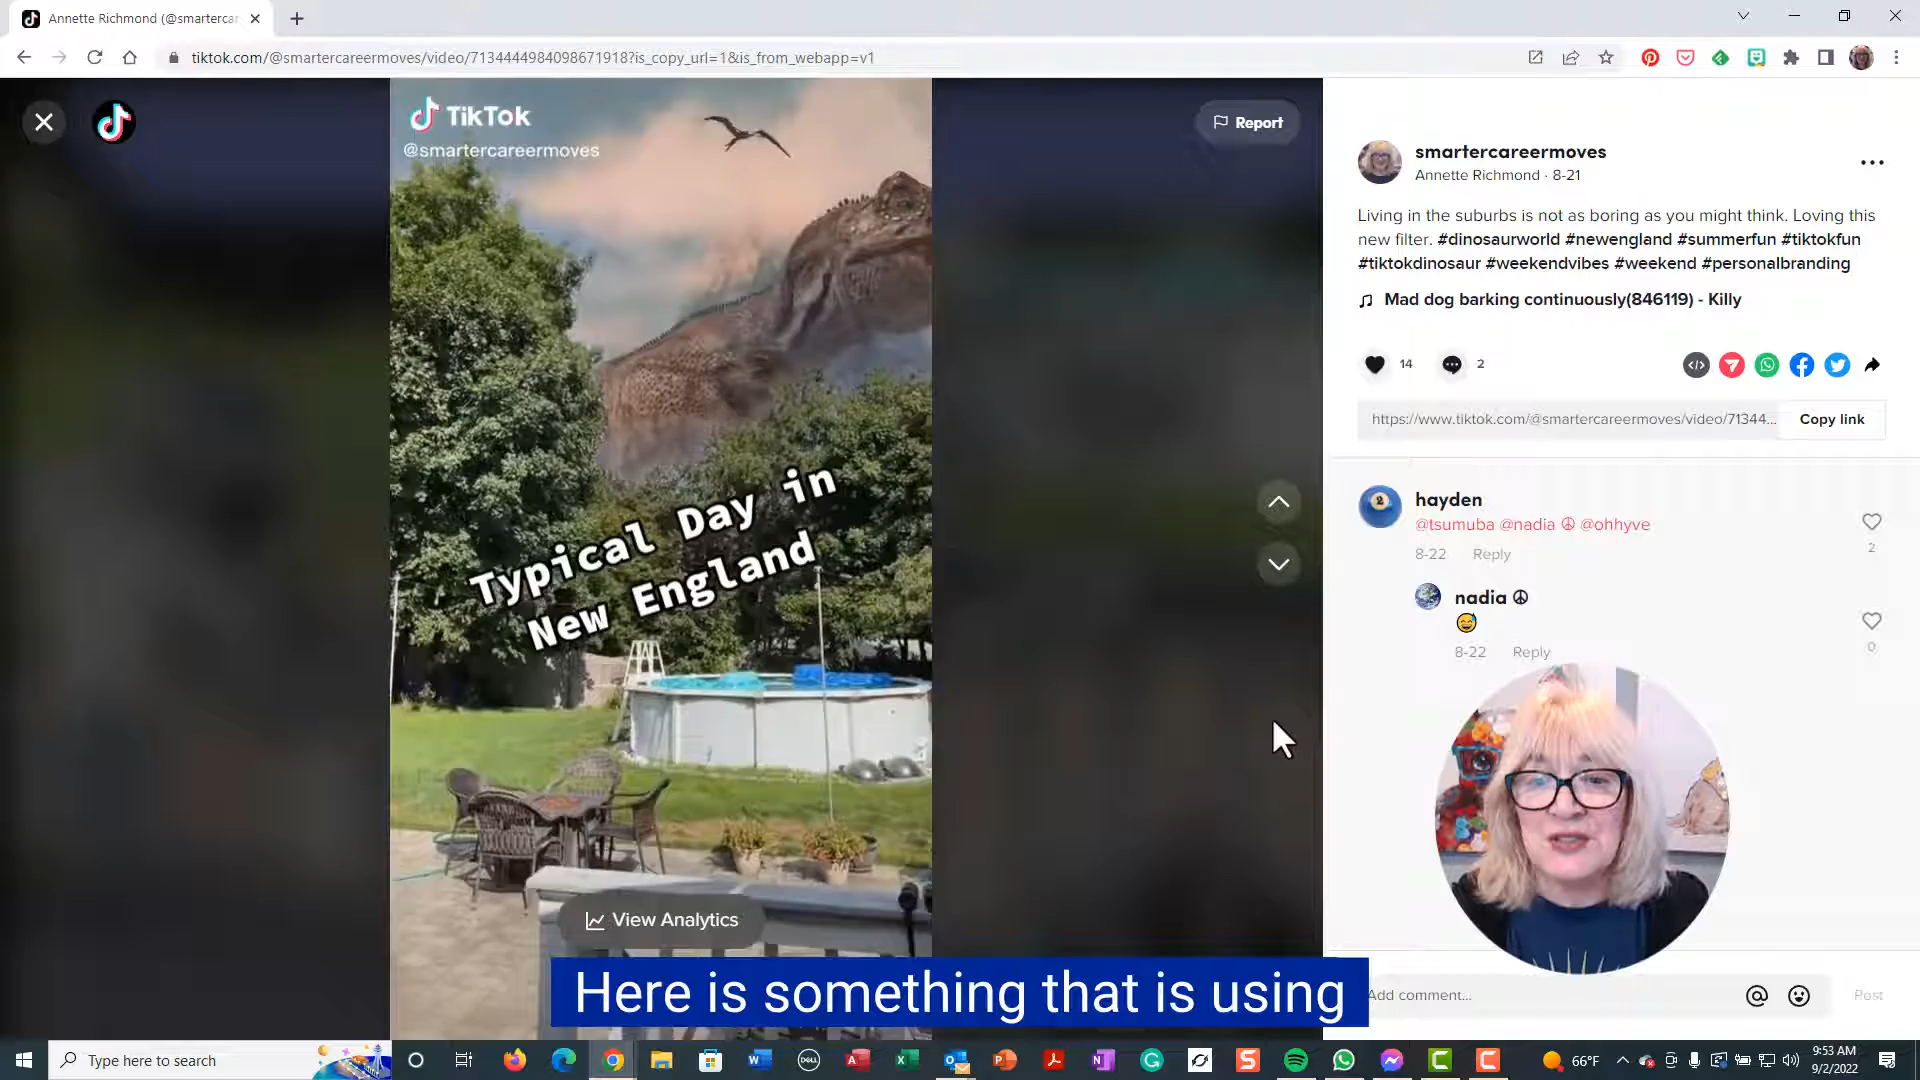 Annette Richmond (@smartercar
tiktok.com/@smartercareermoves/video/7134444984098671918?is_copy_url=1&is_from_webapp=v1
TikTok
@smartercareermoves
Report
Typical Day in
New England
View Analytics
smartercareermoves
Annette Richmond · 8-21
Living in the suburbs is not as boring as you might think. Loving this
new filter. #dinosaurworld #newengland #summerfun #tiktokfun
#tiktokdinosaur #weekendvibes #weekend #personalbranding
Mad dog barking continuously(846119) - Killy
14
2
https://www.tiktok.com/@smartercareermoves/video/71344...
Copy link
hayden
@tsumuba @nadia ☮ @ohhyve
8-22 Reply
2
nadia ☮
😅
8-22 Reply
0
Here is something that is using
Add comment...
Post
Type here to search
66°F
9:53 AM
9/2/2022